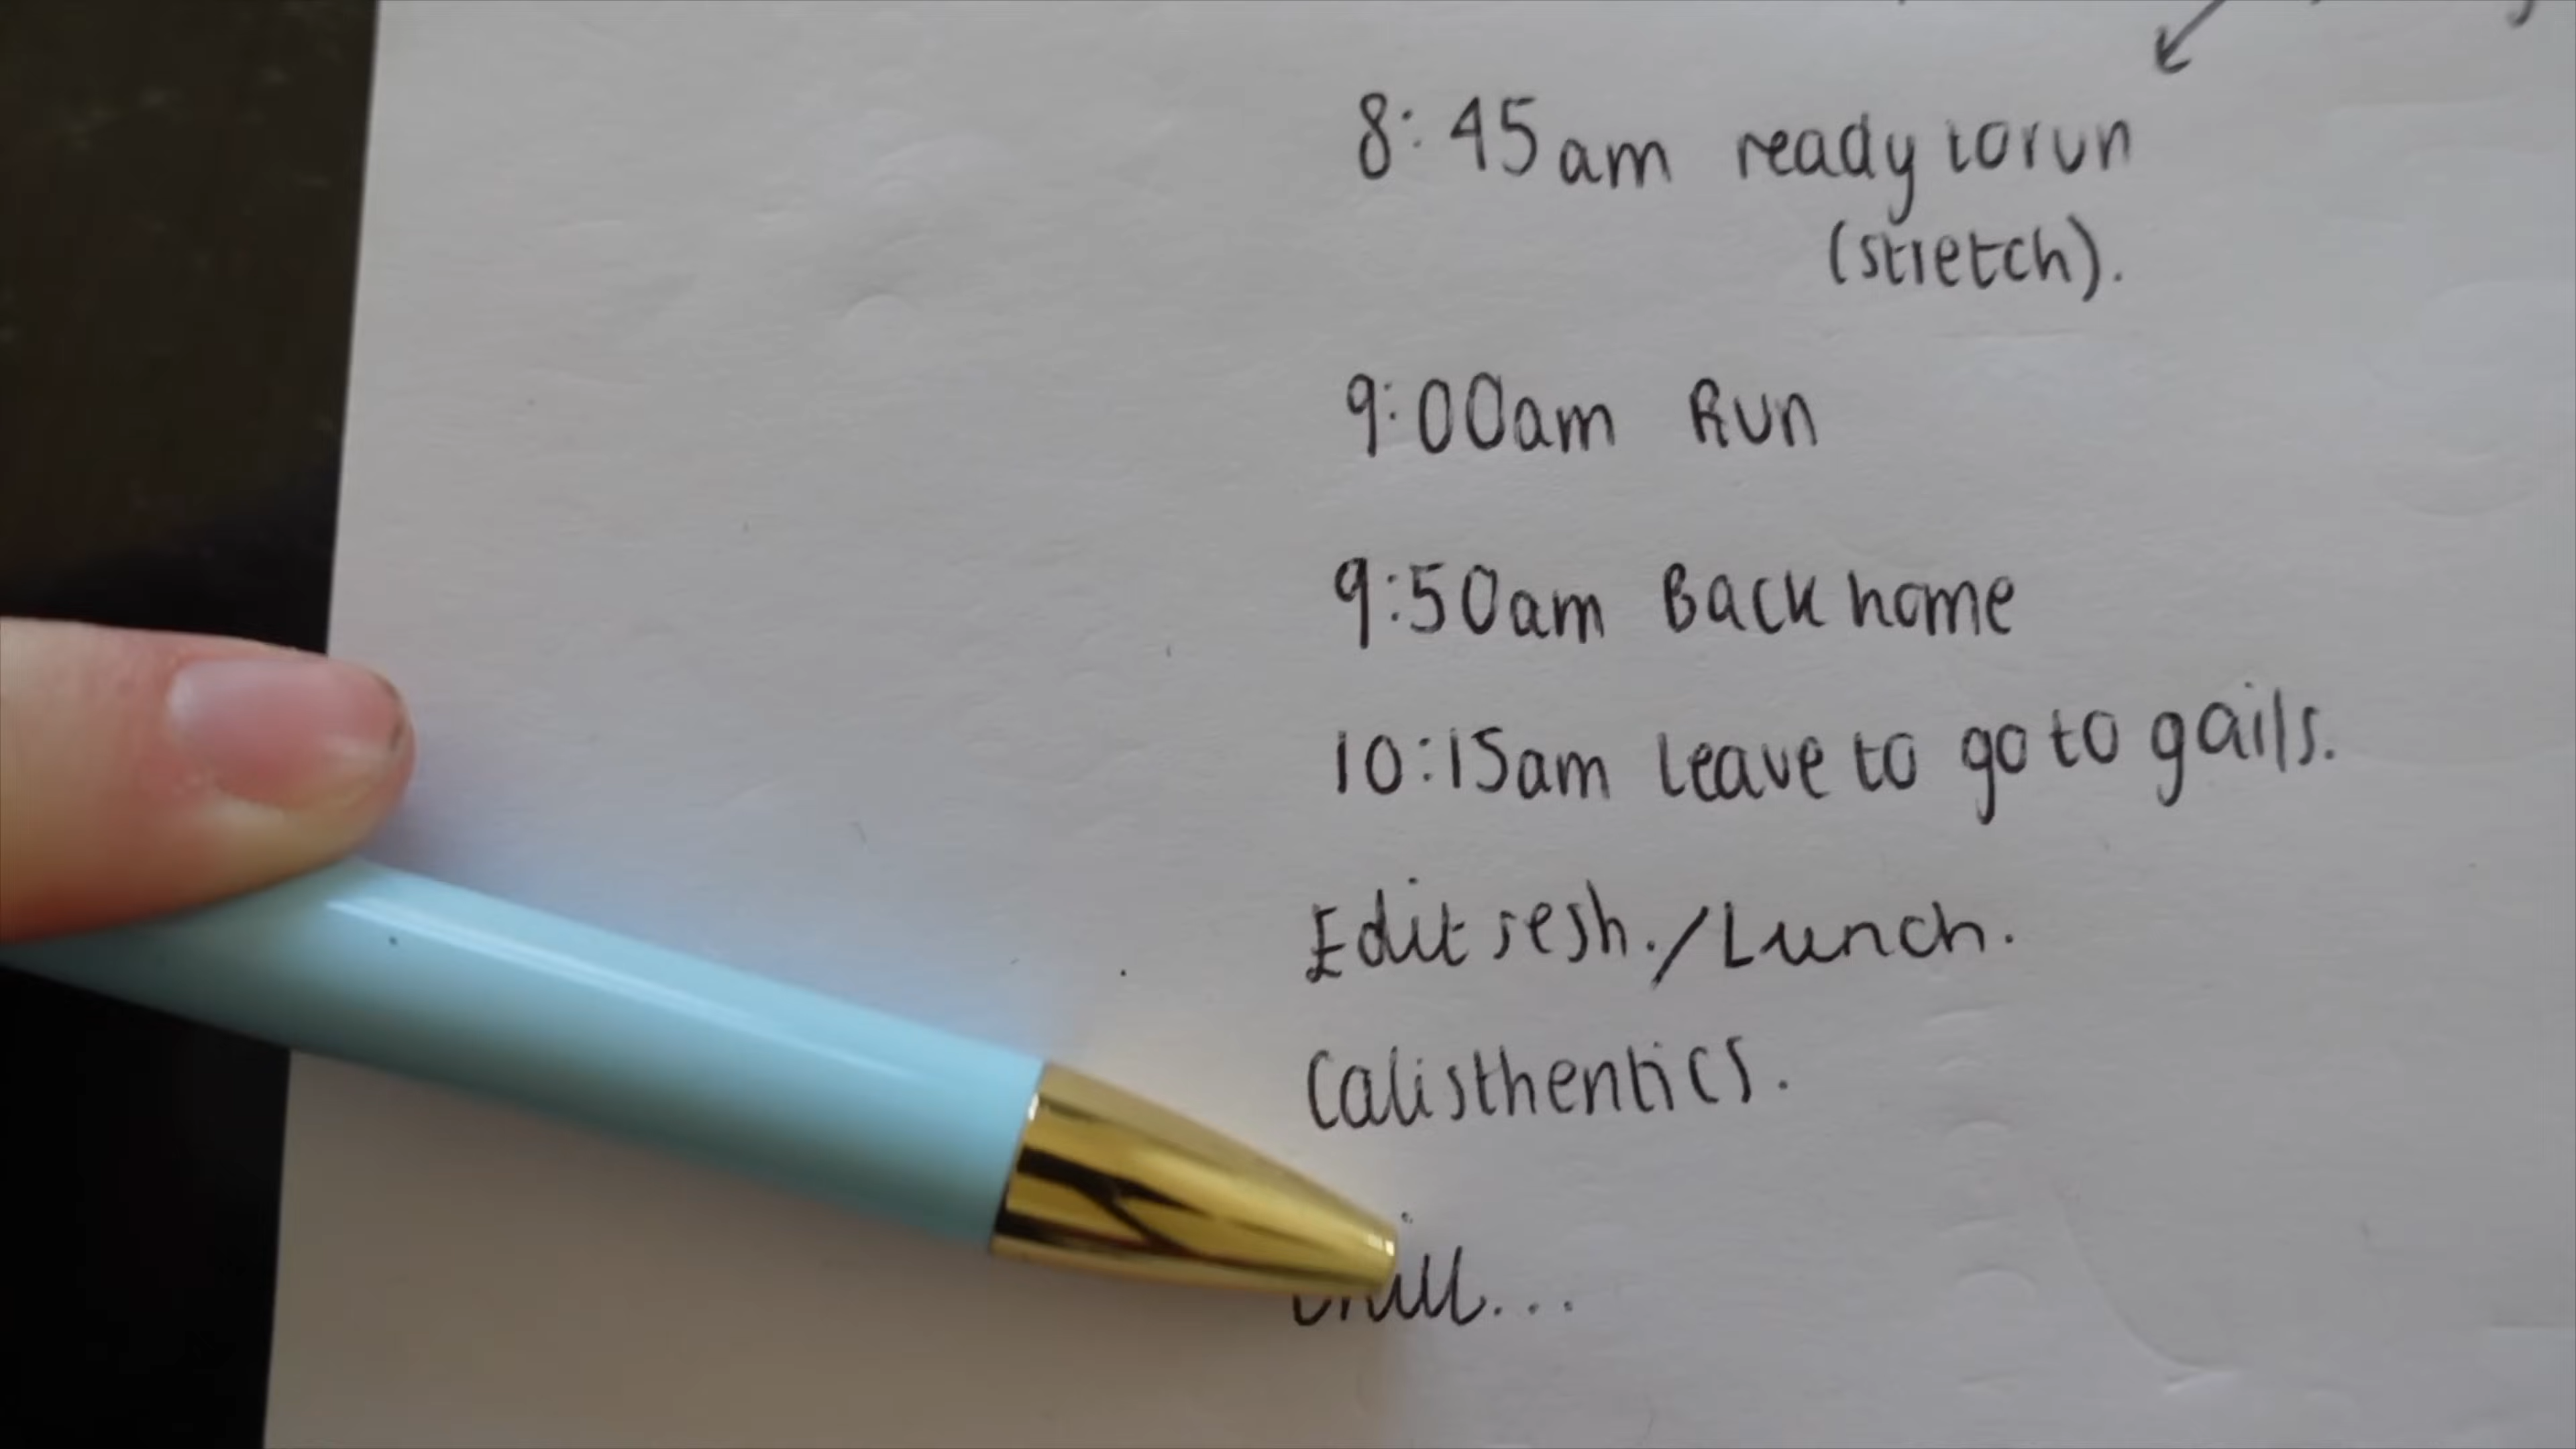 8:45am ready to run
(stretch).
9:00am Run
9:50am Back home
10:15am leave to go to gails.
Edit sesh./Lunch.
Calisthentics.
Chill...